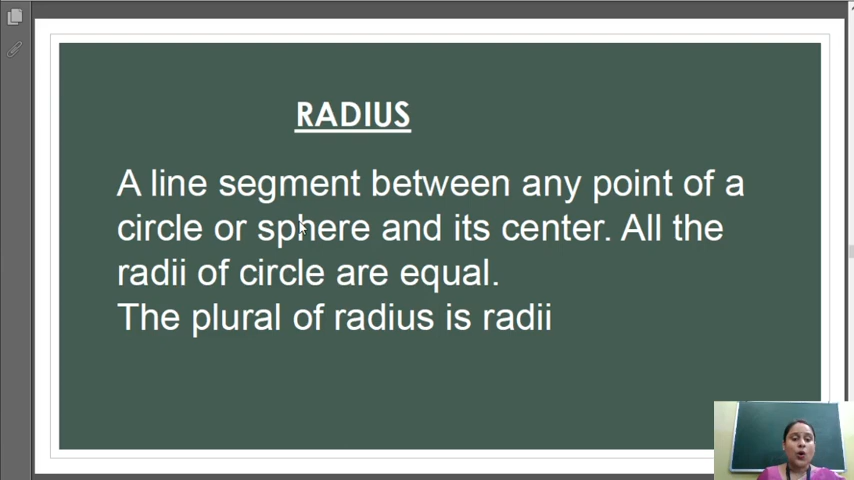 RADIUS
A line segment between any point of a
circle or sphere and its center. All the
radii of circle are equal.
The plural of radius is radii